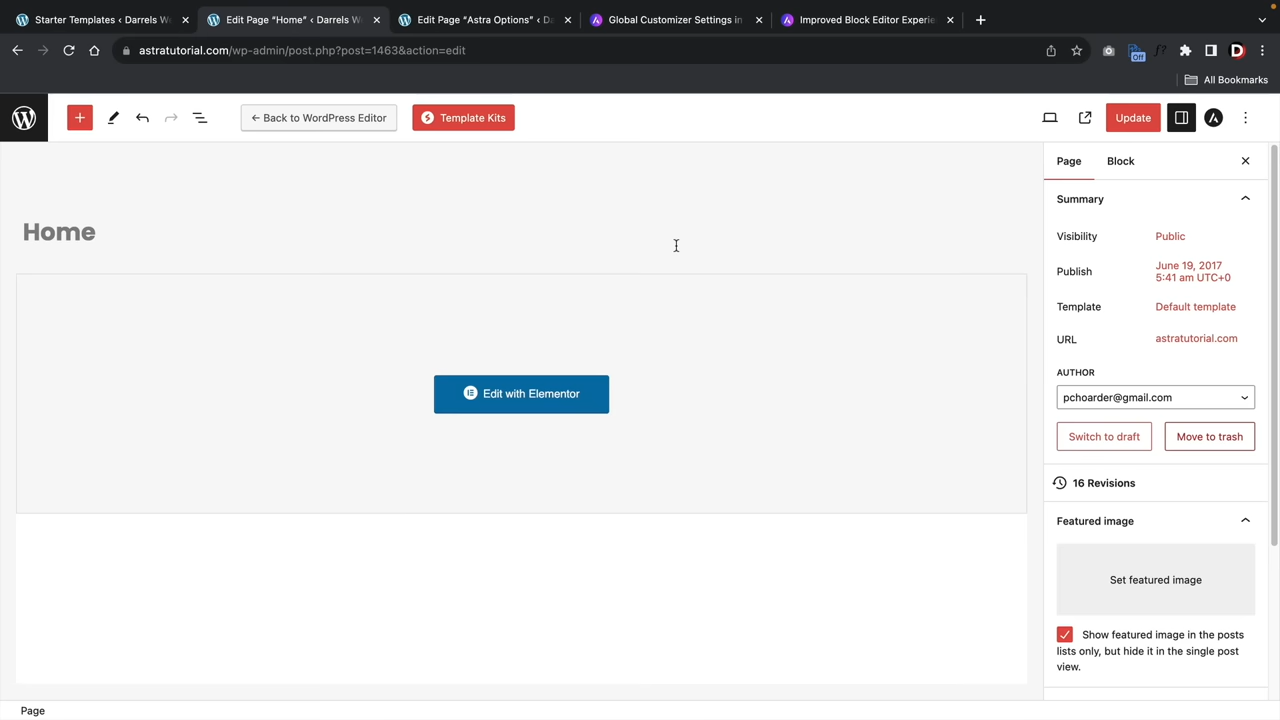 Starter Templates ‹ Darrels We
Edit Page “Home” ‹ Darrels We
Edit Page “Astra Options” ‹ Da
Global Customizer Settings in
Improved Block Editor Experie
astratutorial.com/wp-admin/post.php?post=1463&action=edit
Off
D
All Bookmarks
← Back to WordPress Editor
Template Kits
Update
Page
Block
Summary
Home
Visibility
Public
Publish
June 19, 2017
5:41 am UTC+0
Template
Default template
URL
astratutorial.com
AUTHOR
pchoarder@gmail.com
Edit with Elementor
Switch to draft
Move to trash
16 Revisions
Featured image
Set featured image
Show featured image in the posts
lists only, but hide it in the single post
view.
Page